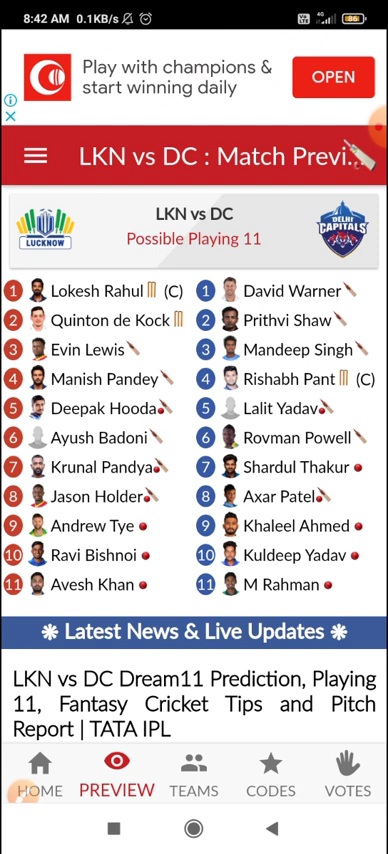 8:42 AM 0.1KB/s
Vo LTE 4G 86
Play with champions &
start winning daily
OPEN
LKN vs DC : Match Previ...
LKN vs DC
Possible Playing 11
LUCKNOW
DELHI CAPITALS
1 Lokesh Rahul (C)
2 Quinton de Kock
3 Evin Lewis
4 Manish Pandey
5 Deepak Hooda
6 Ayush Badoni
7 Krunal Pandya
8 Jason Holder
9 Andrew Tye
10 Ravi Bishnoi
11 Avesh Khan
1 David Warner
2 Prithvi Shaw
3 Mandeep Singh
4 Rishabh Pant (C)
5 Lalit Yadav
6 Rovman Powell
7 Shardul Thakur
8 Axar Patel
9 Khaleel Ahmed
10 Kuldeep Yadav
11 M Rahman
❋ Latest News & Live Updates ❋
LKN vs DC Dream11 Prediction, Playing
11, Fantasy Cricket Tips and Pitch
Report | TATA IPL
HOME PREVIEW TEAMS CODES VOTES